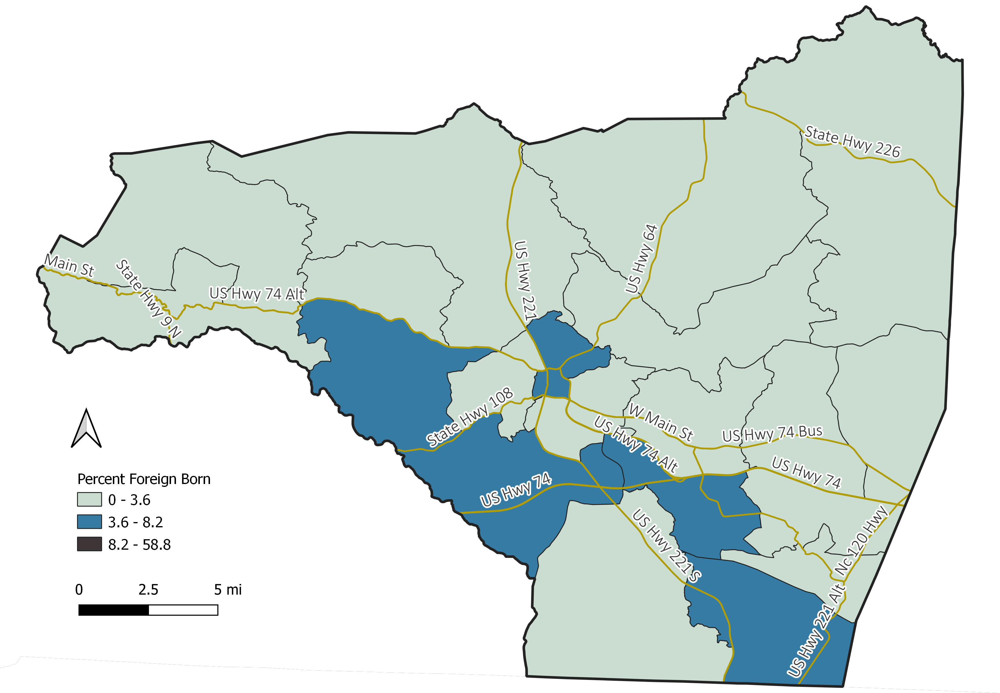 State Hwy 226
US Hwy 64
US Hwy 221
Main St
State Hwy 9 N
US Hwy 74 Alt
State Hwy 108
W Main St
US Hwy 74 Alt
US Hwy 74 Bus
US Hwy 74
US Hwy 74
US Hwy 221 S
Nc 120 Hwy
US Hwy 221 Alt
Percent Foreign Born
0 - 3.6
3.6 - 8.2
8.2 - 58.8
0 2.5 5 mi